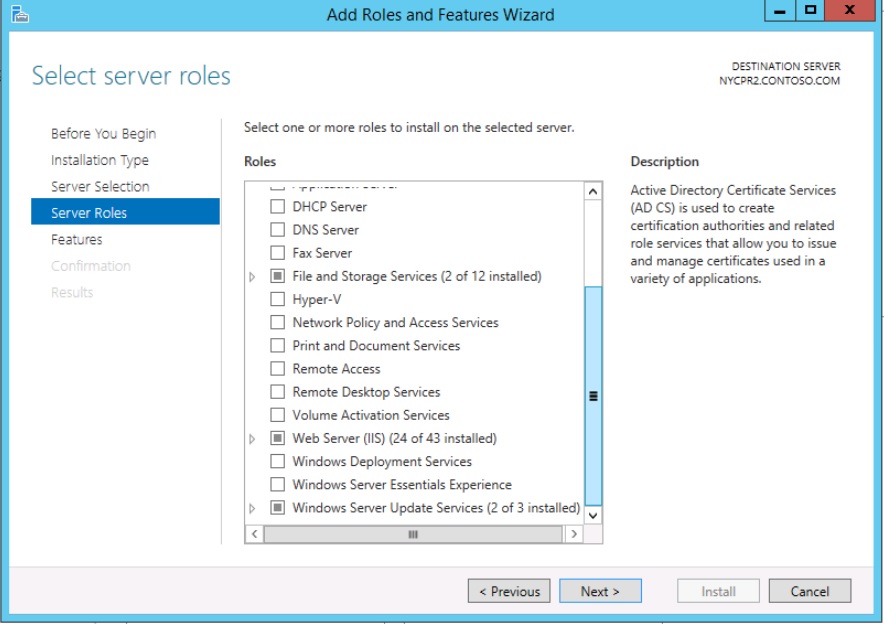 Add Roles and Features Wizard
Select server roles
DESTINATION SERVER
NYCPR2.CONTOSO.COM
Before You Begin
Installation Type
Server Selection
Server Roles
Features
Confirmation
Results
Select one or more roles to install on the selected server.
Roles
DHCP Server
DNS Server
Fax Server
File and Storage Services (2 of 12 installed)
Hyper-V
Network Policy and Access Services
Print and Document Services
Remote Access
Remote Desktop Services
Volume Activation Services
Web Server (IIS) (24 of 43 installed)
Windows Deployment Services
Windows Server Essentials Experience
Windows Server Update Services (2 of 3 installed)
Description
Active Directory Certificate Services
(AD CS) is used to create
certification authorities and related
role services that allow you to issue
and manage certificates used in a
variety of applications.
< Previous
Next >
Install
Cancel